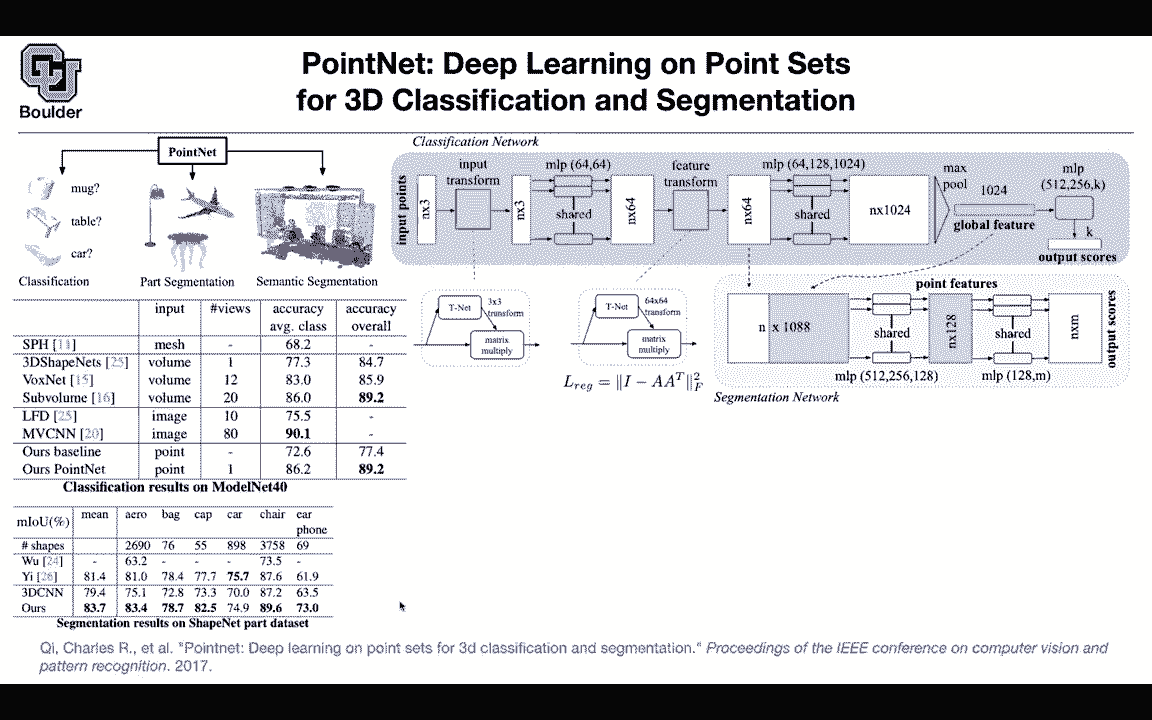 Boulder
PointNet: Deep Learning on Point Sets
for 3D Classification and Segmentation
PointNet
mug?
table?
car?
Classification
Part Segmentation
Semantic Segmentation
Classification Network
input points
nx3
input
transform
nx3
mlp (64,64)
shared
nx64
feature
transform
nx64
mlp (64,128,1024)
shared
nx1024
max
pool
1024
global feature
mlp
(512,256,k)
k
output scores
T-Net
3x3
transform
matrix
multiply
T-Net
64x64
transform
matrix
multiply
L_reg = ‖I − AA^T‖²_F
point features
n x 1088
shared
mlp (512,256,128)
nx128
shared
mlp (128,m)
nxm
output scores
Segmentation Network
input #views accuracy accuracy
avg. class overall
SPH [11] mesh - 68.2 -
3DShapeNets [25] volume 1 77.3 84.7
VoxNet [15] volume 12 83.0 85.9
Subvolume [16] volume 20 86.0 89.2
LFD [25] image 10 75.5 -
MVCNN [20] image 80 90.1 -
Ours baseline point - 72.6 77.4
Ours PointNet point 1 86.2 89.2
Classification results on ModelNet40
mIoU(%) mean aero bag cap car chair ear
phone
# shapes 2690 76 55 898 3758 69
Wu [24] - 63.2 - - - 73.5 -
Yi [26] 81.4 81.0 78.4 77.7 75.7 87.6 61.9
3DCNN 79.4 75.1 72.8 73.3 70.0 87.2 63.5
Ours 83.7 83.4 78.7 82.5 74.9 89.6 73.0
Segmentation results on ShapeNet part dataset
Qi, Charles R., et al. "Pointnet: Deep learning on point sets for 3d classification and segmentation." Proceedings of the IEEE conference on computer vision and
pattern recognition. 2017.